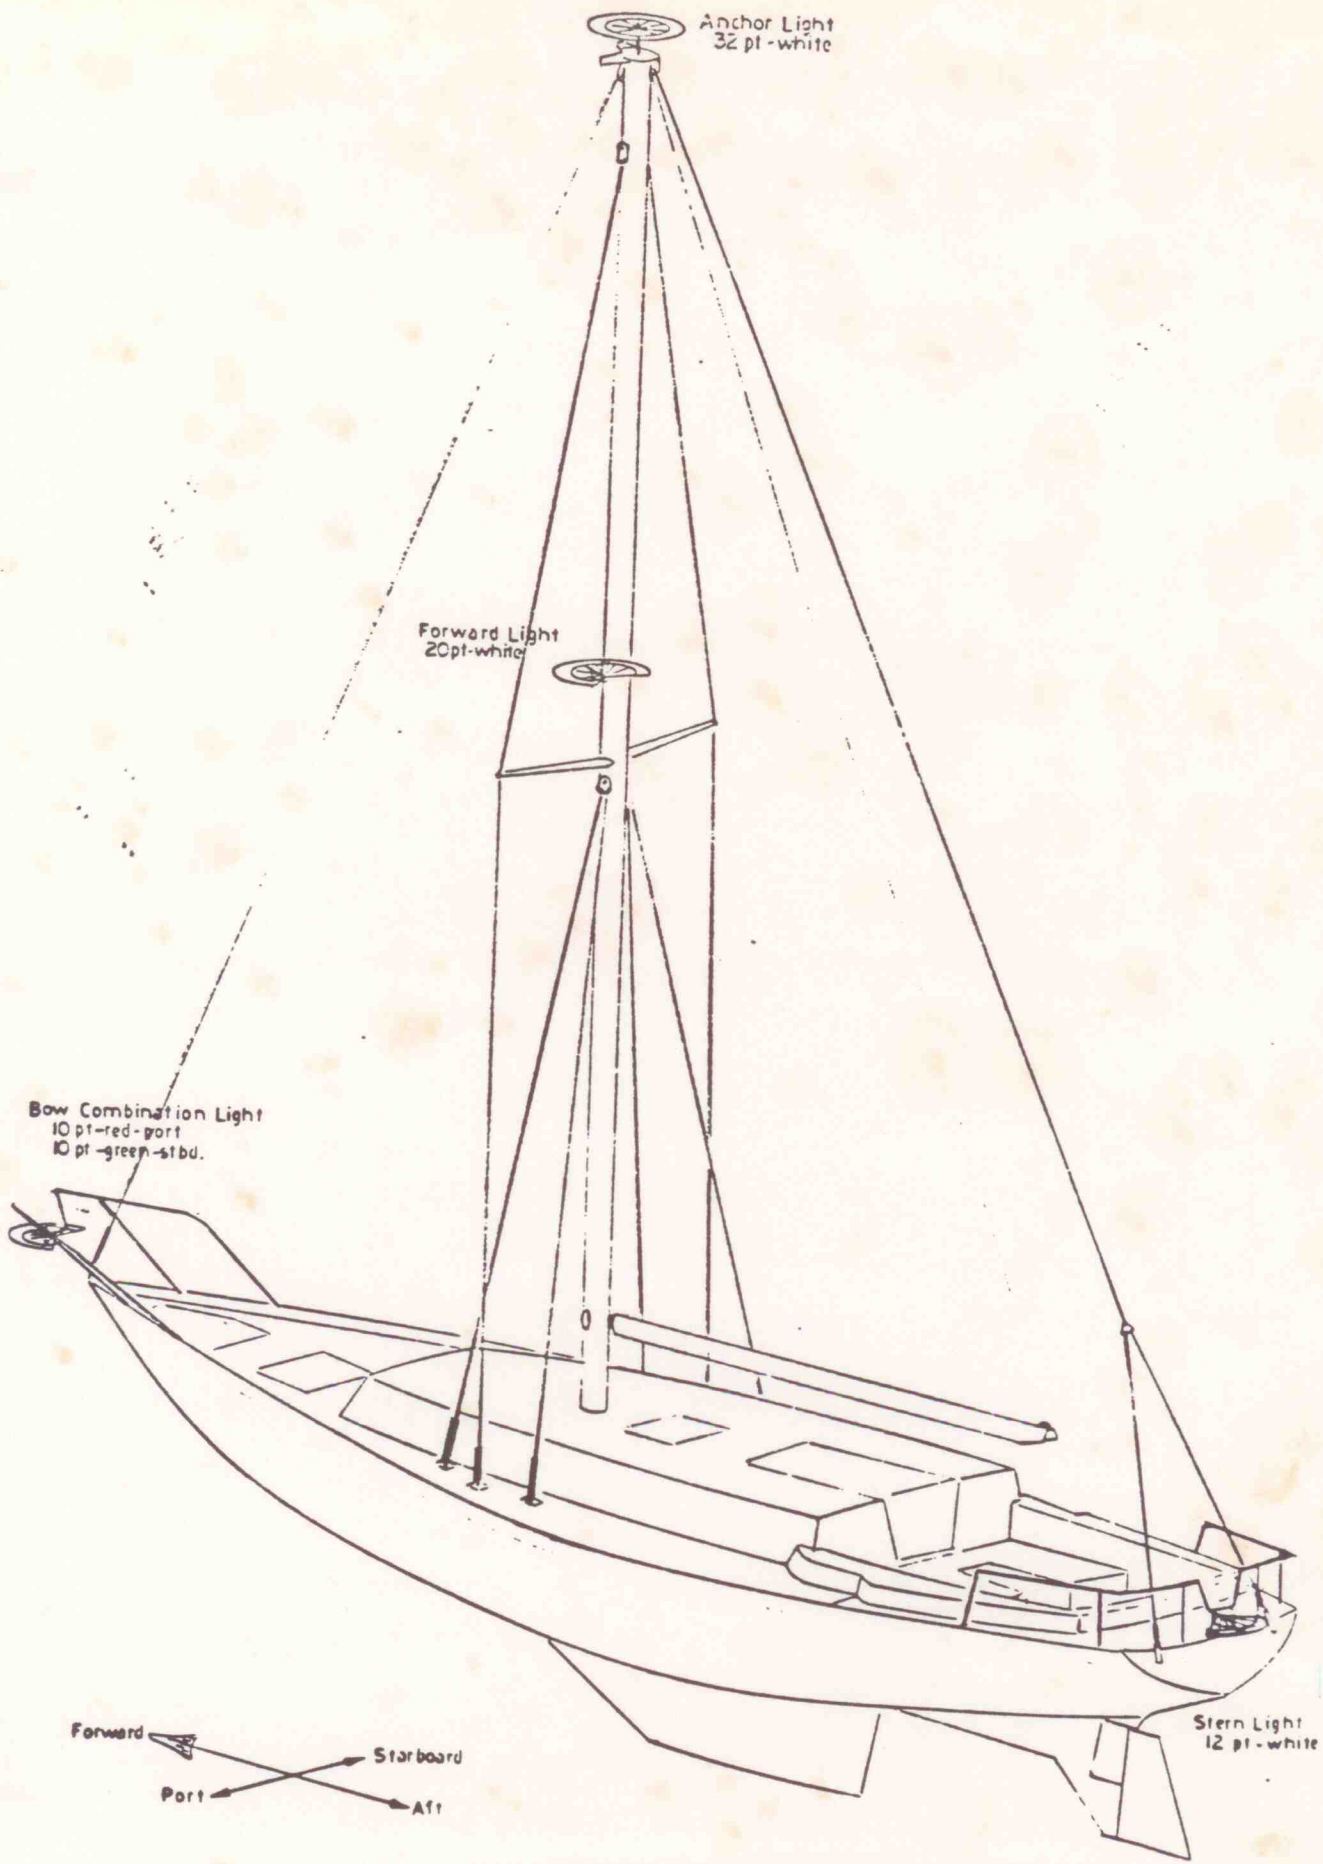 Anchor Light
32 pt-white
Forward Light
20pt-white
Bow Combination Light
10 pt-red-port
10 pt-green-stbd.
Stern Light
12 pt-white
Forward
Starboard
Port
Aft